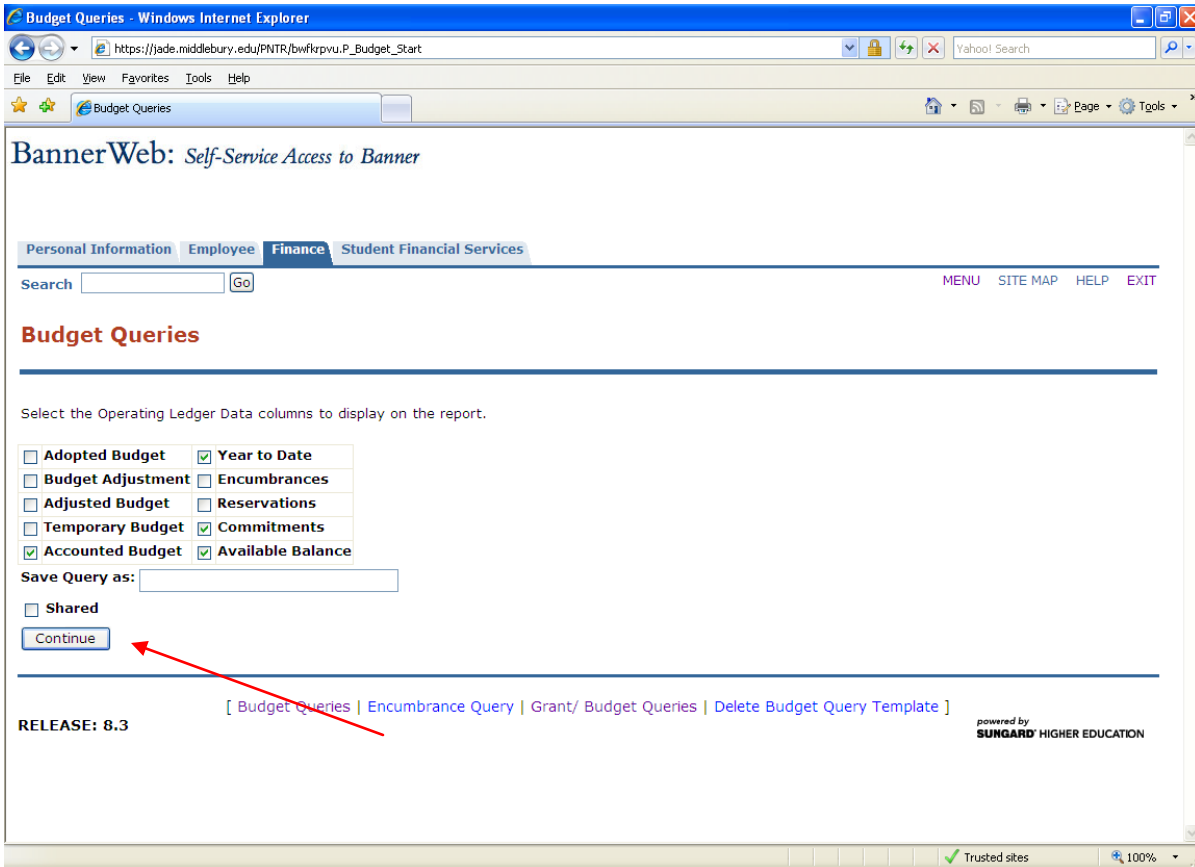 Budget Queries - Windows Internet Explorer
https://jade.middlebury.edu/PNTR/bwfkrpvu.P_Budget_Start
Yahoo! Search
File Edit View Favorites Tools Help
Budget Queries
Page Tools
BannerWeb: Self-Service Access to Banner
Personal Information Employee Finance Student Financial Services
Search Go
MENU SITE MAP HELP EXIT
Budget Queries
Select the Operating Ledger Data columns to display on the report.
Adopted Budget Year to Date
Budget Adjustment Encumbrances
Adjusted Budget Reservations
Temporary Budget Commitments
Accounted Budget Available Balance
Save Query as:
Shared
Continue
[ Budget Queries | Encumbrance Query | Grant/ Budget Queries | Delete Budget Query Template ]
RELEASE: 8.3
powered by
SUNGARD' HIGHER EDUCATION
Trusted sites 100%